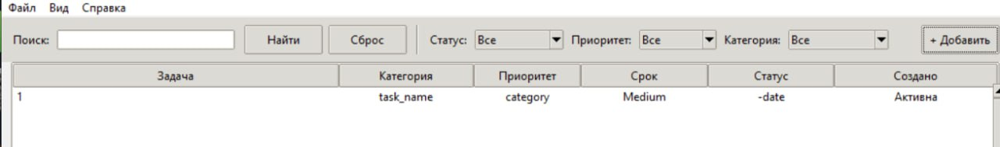 Файл Вид Справка
Поиск: Найти Сброс Статус: Все Приоритет: Все Категория: Все + Добавить
Задача Категория Приоритет Срок Статус Создано
1 task_name category Medium -date Активна